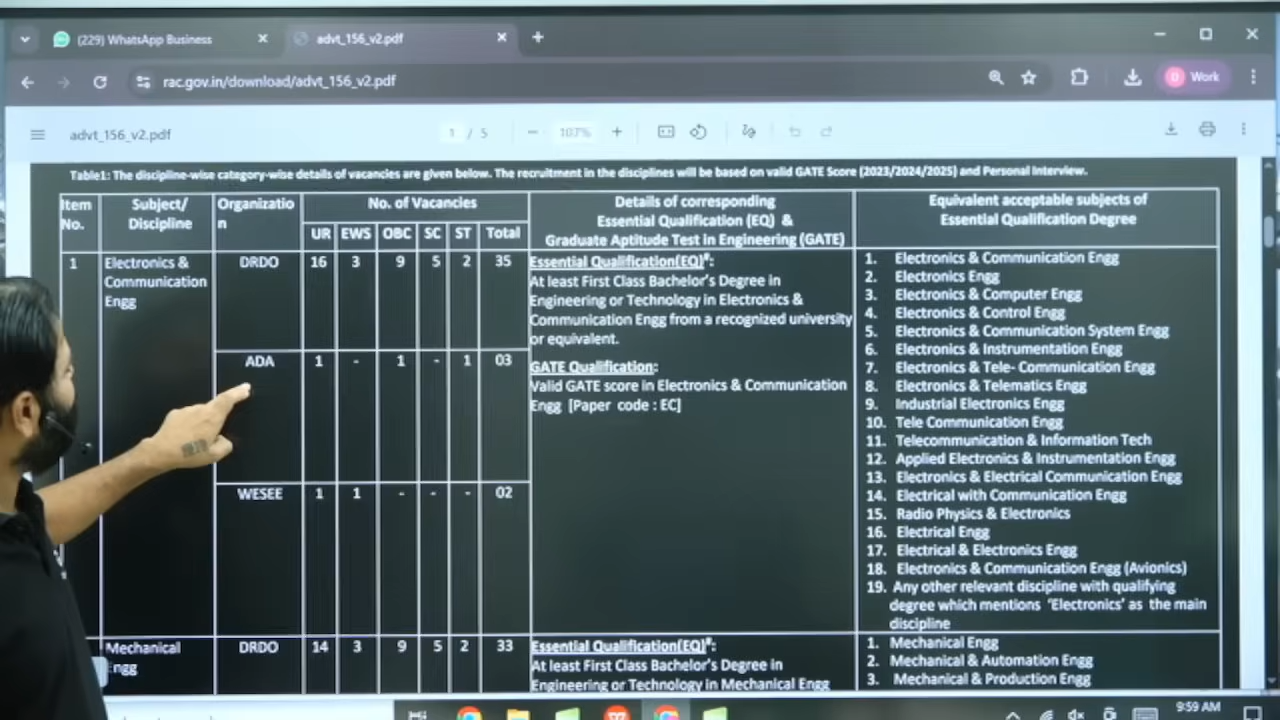 (229) WhatsApp Business
advt_156_v2.pdf
rac.gov.in/download/advt_156_v2.pdf
D Work
advt_156_v2.pdf
1 / 5
107%
Table1: The discipline-wise category-wise details of vacancies are given below. The recruitment in the disciplines will be based on valid GATE Score (2023/2024/2025) and Personal Interview.
Item No.
Subject/ Discipline
Organizatio n
No. of Vacancies
UR EWS OBC SC ST Total
Details of corresponding
Essential Qualification (EQ) &
Graduate Aptitude Test in Engineering (GATE)
Equivalent acceptable subjects of
Essential Qualification Degree
1
Electronics &
Communication
Engg
DRDO 16 3 9 5 2 35
ADA 1 - 1 - 1 03
WESEE 1 1 - - - 02
Essential Qualification(EQ)#:
At least First Class Bachelor's Degree in
Engineering or Technology in Electronics &
Communication Engg from a recognized university
or equivalent.
GATE Qualification:
Valid GATE score in Electronics & Communication
Engg [Paper code : EC]
1. Electronics & Communication Engg
2. Electronics Engg
3. Electronics & Computer Engg
4. Electronics & Control Engg
5. Electronics & Communication System Engg
6. Electronics & Instrumentation Engg
7. Electronics & Tele- Communication Engg
8. Electronics & Telematics Engg
9. Industrial Electronics Engg
10. Tele Communication Engg
11. Telecommunication & Information Tech
12. Applied Electronics & Instrumentation Engg
13. Electronics & Electrical Communication Engg
14. Electrical with Communication Engg
15. Radio Physics & Electronics
16. Electrical Engg
17. Electrical & Electronics Engg
18. Electronics & Communication Engg (Avionics)
19. Any other relevant discipline with qualifying
degree which mentions 'Electronics' as the main
discipline
Mechanical
Engg
DRDO 14 3 9 5 2 33
Essential Qualification(EQ)#:
At least First Class Bachelor's Degree in
Engineering or Technology in Mechanical Engg
1. Mechanical Engg
2. Mechanical & Automation Engg
3. Mechanical & Production Engg
9:59 AM